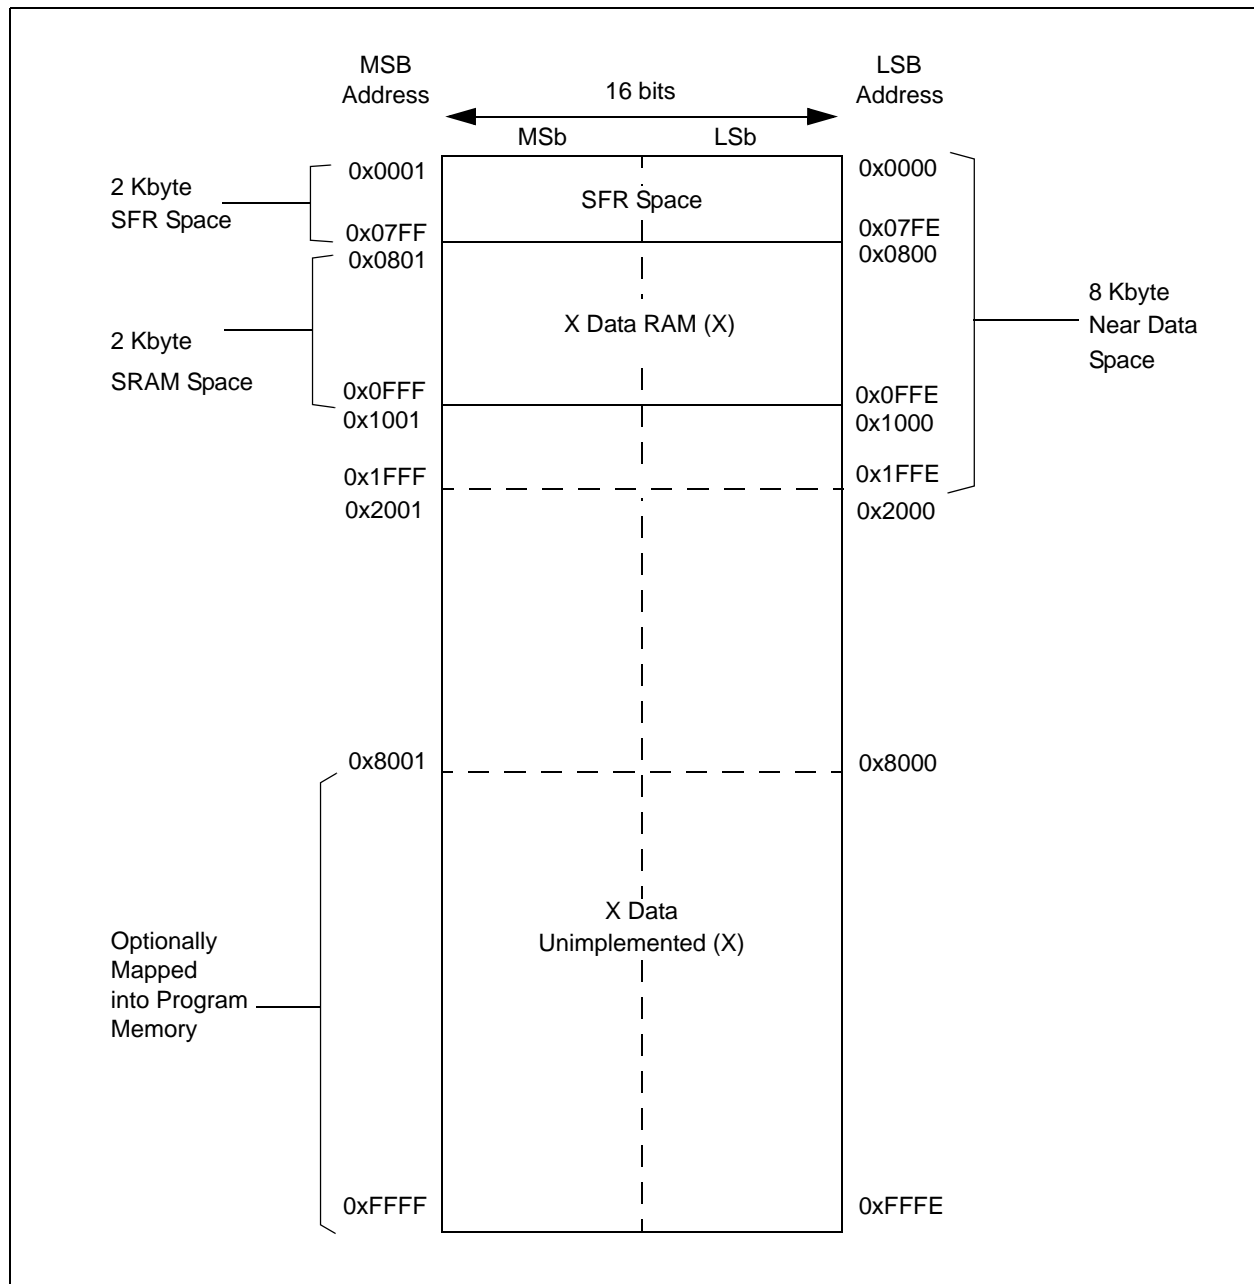 MSB
Address
16 bits
LSB
Address
MSb
LSb
0x0001
0x0000
2 Kbyte
SFR Space
SFR Space
0x07FF
0x07FE
0x0801
0x0800
2 Kbyte
SRAM Space
X Data RAM (X)
8 Kbyte
Near Data
Space
0x0FFF
0x0FFE
0x1001
0x1000
0x1FFF
0x1FFE
0x2001
0x2000
0x8001
0x8000
Optionally
Mapped
into Program
Memory
X Data
Unimplemented (X)
0xFFFF
0xFFFE